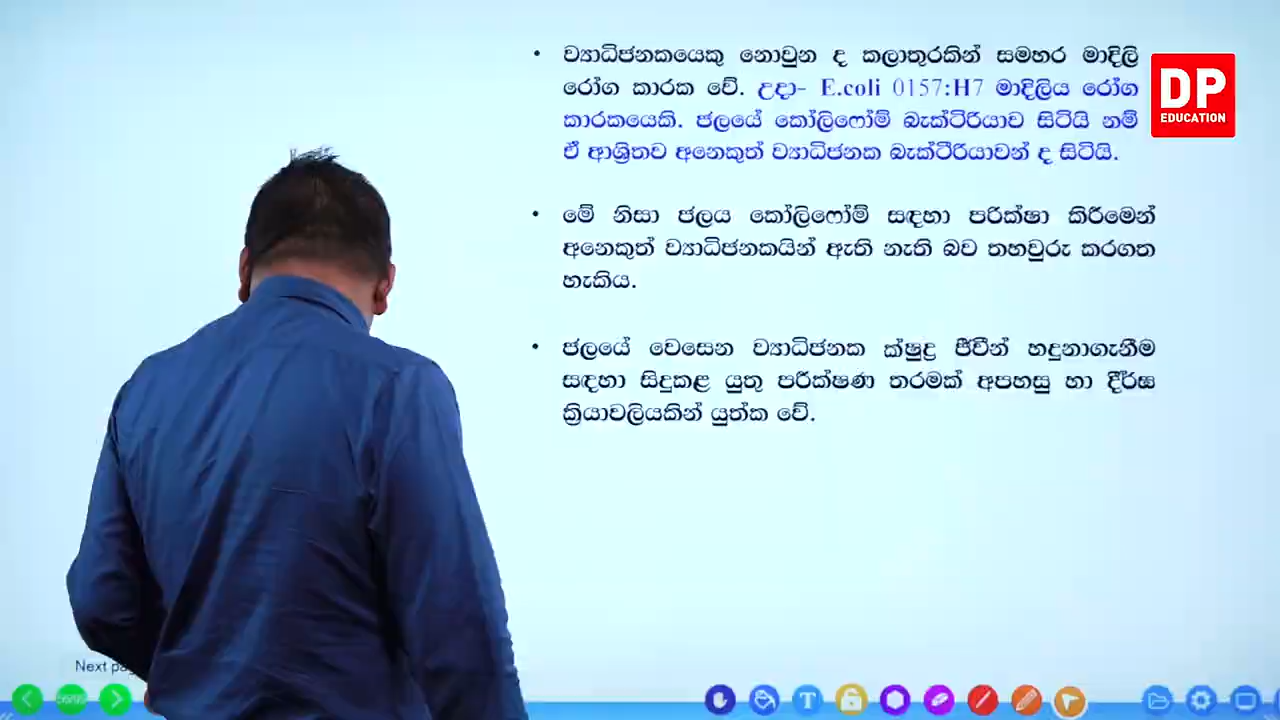 • ව්‍යාධිජනකයෙකු නොවුන ද කලාතුරකින් සමහර මාදිලි
රෝග කාරක වේ. උදා- E.coli 0157:H7 මාදිලිය රෝග
කාරකයෙකි. ජලයේ කෝලිෆෝම් බැක්ටිරියාව සිටියි නම්
ඒ ආශ්‍රිතව අනෙකුත් ව්‍යාධිජනක බැක්ටීරියාවන් ද සිටියි.
• මේ නිසා ජලය කෝලිෆෝම් සඳහා පරික්ෂා කිරීමෙන්
අනෙකුත් ව්‍යාධිජනකයින් ඇති නැති බව තහවුරු කරගත
හැකිය.
• ජලයේ වෙසෙන ව්‍යාධිජනක ක්ෂුද්‍ර ජීවීන් හදුනාගැනීම
සඳහා සිදුකළ යුතු පරීක්ෂණ තරමක් අපහසු හා දීර්ඝ
ක්‍රියාවලියකින් යුත්ක වේ.
DP
EDUCATION
Next
T